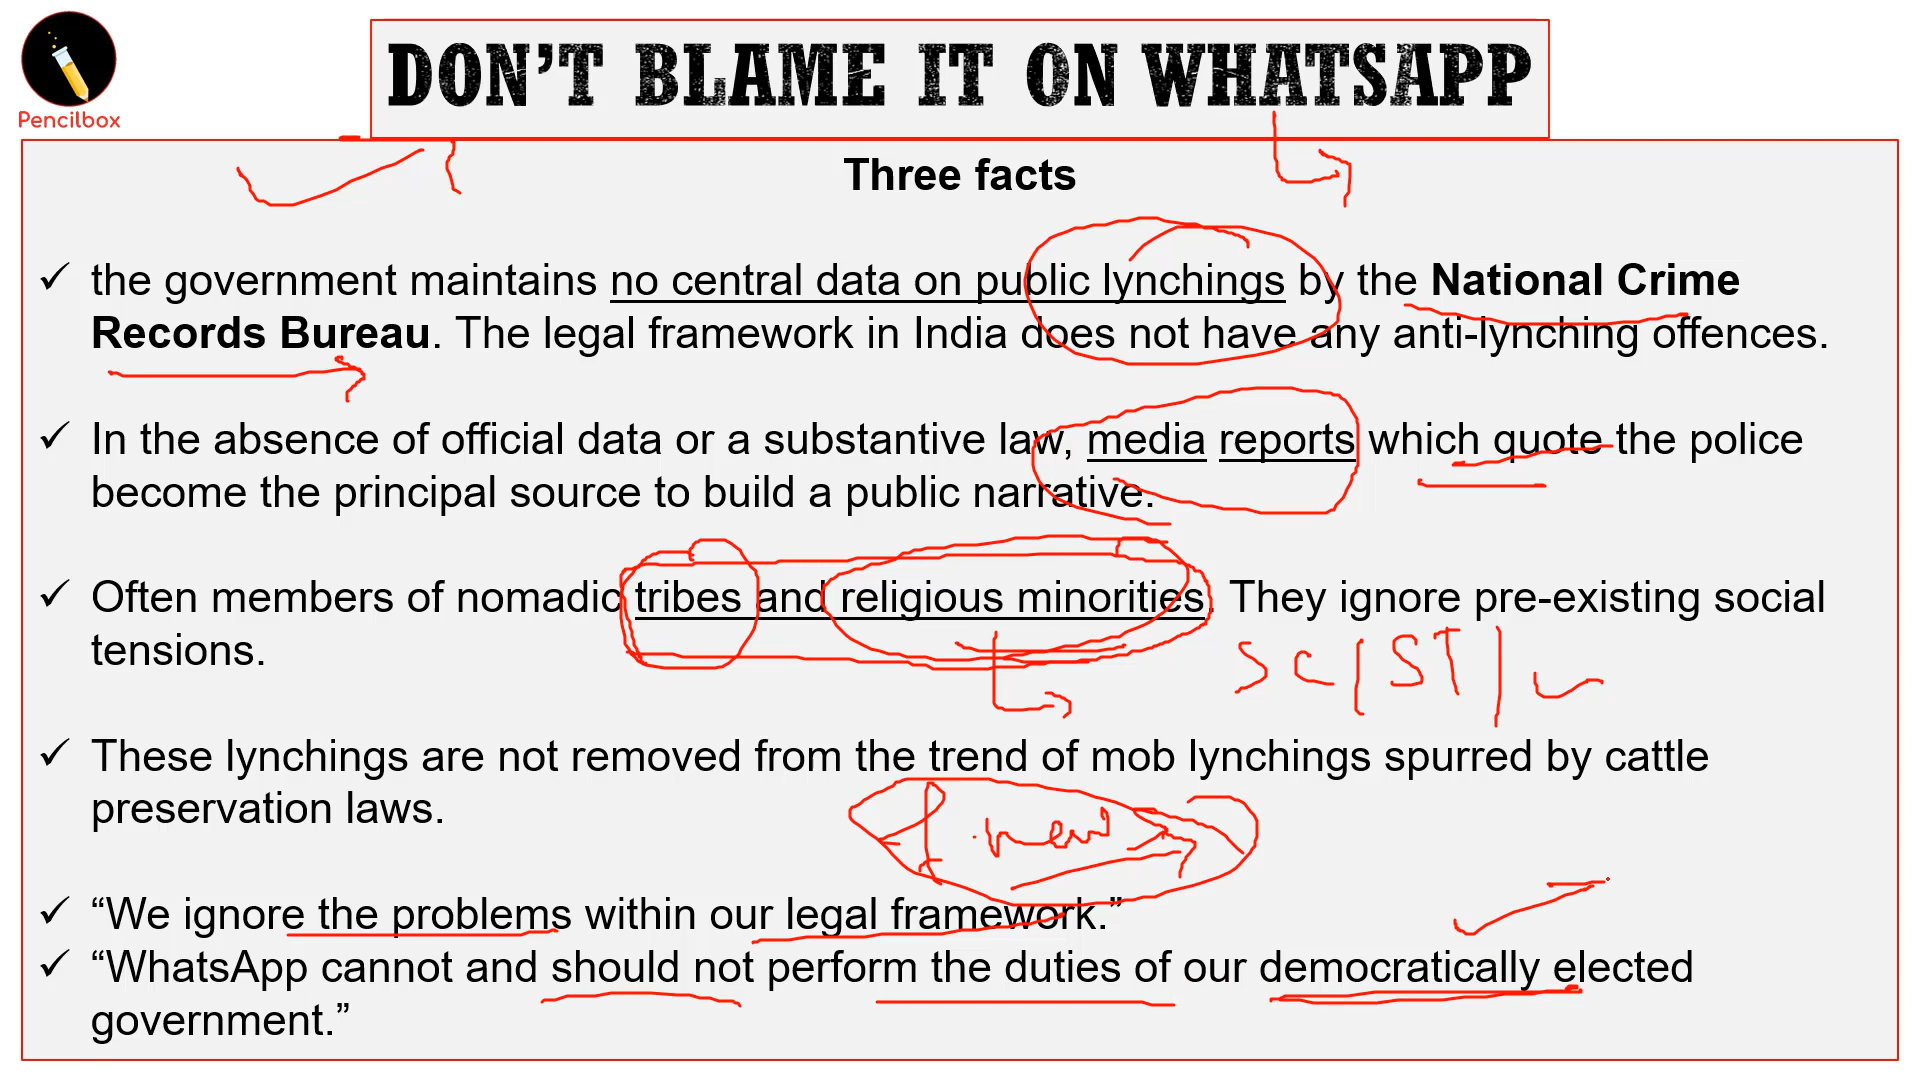 Pencilbox
DON'T BLAME IT ON WHATSAPP
Three facts
✓ the government maintains no central data on public lynchings by the National Crime
Records Bureau. The legal framework in India does not have any anti-lynching offences.
✓ In the absence of official data or a substantive law, media reports which quote the police
become the principal source to build a public narrative.
✓ Often members of nomadic tribes and religious minorities. They ignore pre-existing social
tensions.
SC/ST/
✓ These lynchings are not removed from the trend of mob lynchings spurred by cattle
preservation laws.
✓ “We ignore the problems within our legal framework.”
✓ “WhatsApp cannot and should not perform the duties of our democratically elected
government.”